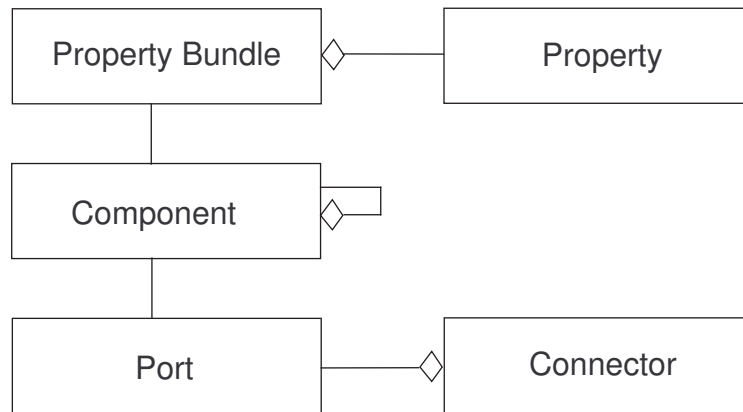 Property Bundle
Property
Component
Port
Connector